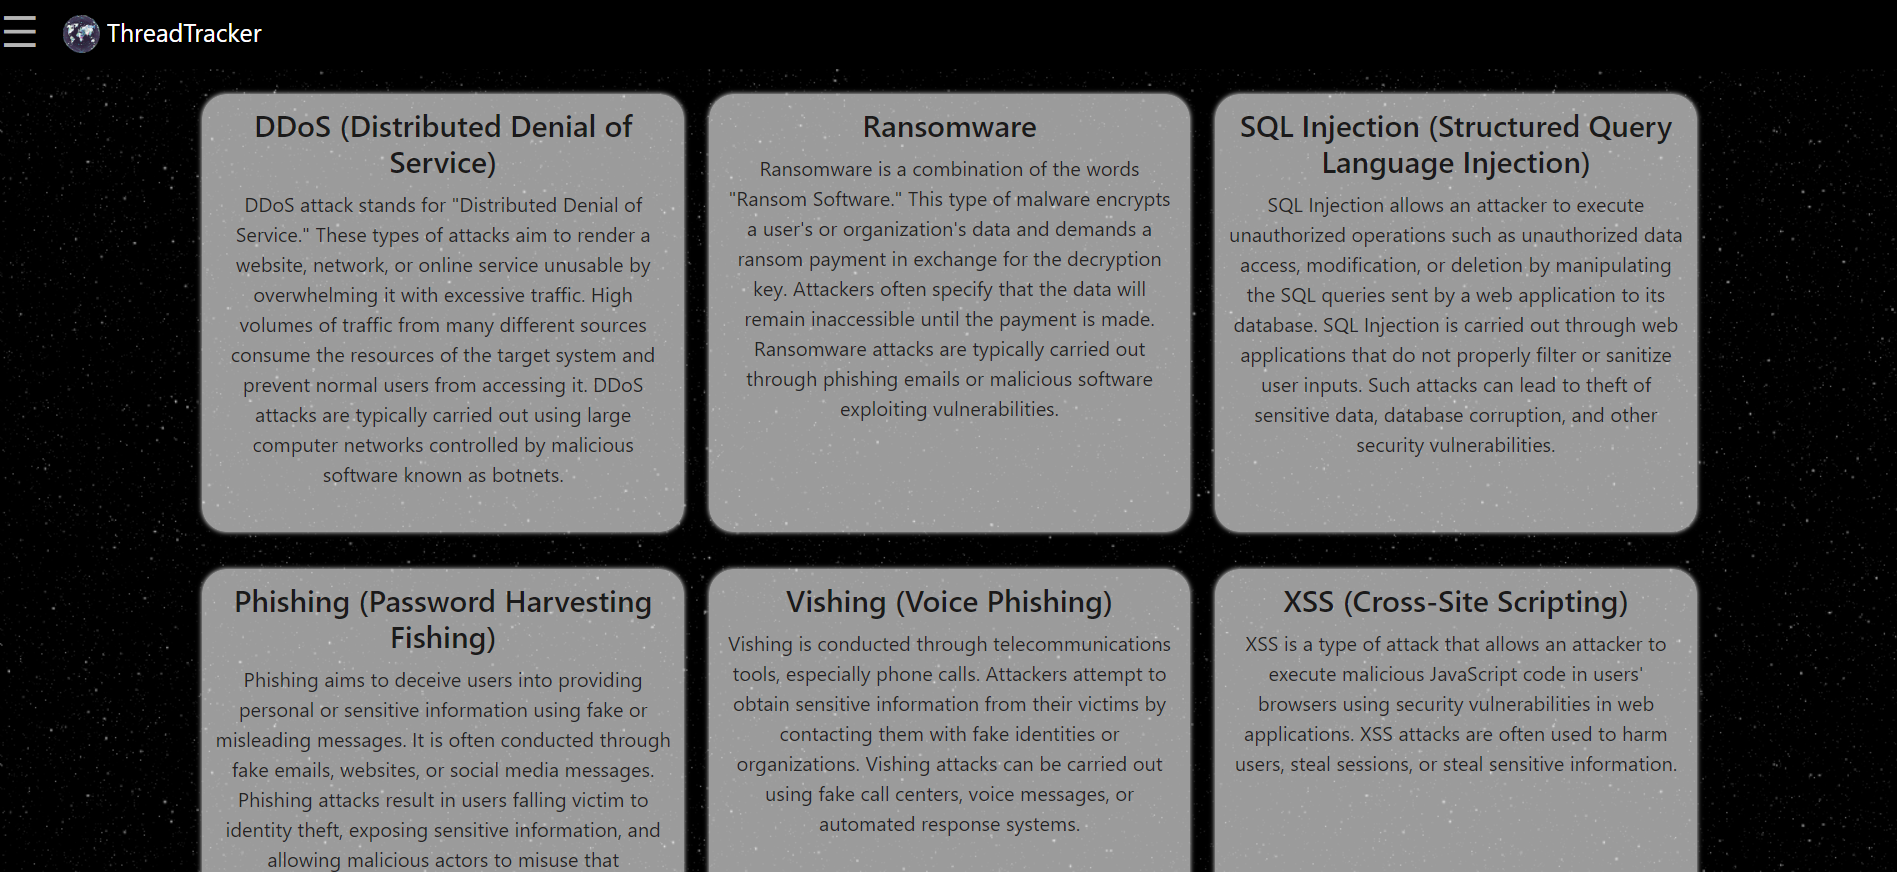 ThreadTracker
DDoS (Distributed Denial of
Service)
DDoS attack stands for "Distributed Denial of
Service." These types of attacks aim to render a
website, network, or online service unusable by
overwhelming it with excessive traffic. High
volumes of traffic from many different sources
consume the resources of the target system and
prevent normal users from accessing it. DDoS
attacks are typically carried out using large
computer networks controlled by malicious
software known as botnets.
Ransomware
Ransomware is a combination of the words
"Ransom Software." This type of malware encrypts
a user's or organization's data and demands a
ransom payment in exchange for the decryption
key. Attackers often specify that the data will
remain inaccessible until the payment is made.
Ransomware attacks are typically carried out
through phishing emails or malicious software
exploiting vulnerabilities.
SQL Injection (Structured Query
Language Injection)
SQL Injection allows an attacker to execute
unauthorized operations such as unauthorized data
access, modification, or deletion by manipulating
the SQL queries sent by a web application to its
database. SQL Injection is carried out through web
applications that do not properly filter or sanitize
user inputs. Such attacks can lead to theft of
sensitive data, database corruption, and other
security vulnerabilities.
Phishing (Password Harvesting
Fishing)
Phishing aims to deceive users into providing
personal or sensitive information using fake or
misleading messages. It is often conducted through
fake emails, websites, or social media messages.
Phishing attacks result in users falling victim to
identity theft, exposing sensitive information, and
allowing malicious actors to misuse that
Vishing (Voice Phishing)
Vishing is conducted through telecommunications
tools, especially phone calls. Attackers attempt to
obtain sensitive information from their victims by
contacting them with fake identities or
organizations. Vishing attacks can be carried out
using fake call centers, voice messages, or
automated response systems.
XSS (Cross-Site Scripting)
XSS is a type of attack that allows an attacker to
execute malicious JavaScript code in users'
browsers using security vulnerabilities in web
applications. XSS attacks are often used to harm
users, steal sessions, or steal sensitive information.